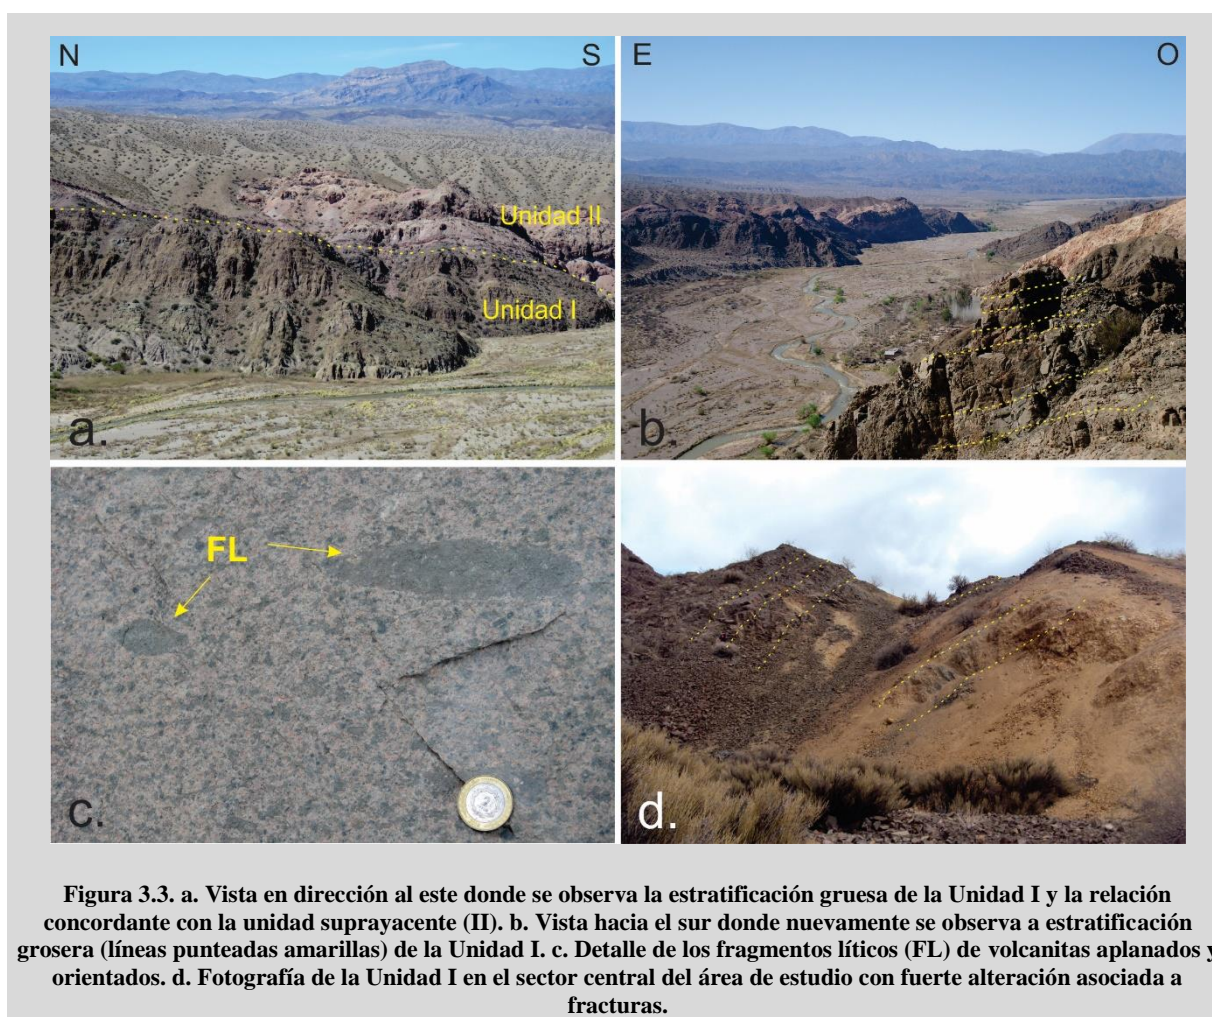 N S
E O
Unidad II
Unidad I
a.
b.
FL
c.
d.
Figura 3.3. a. Vista en dirección al este donde se observa la estratificación gruesa de la Unidad I y la relación
concordante con la unidad suprayacente (II). b. Vista hacia el sur donde nuevamente se observa a estratificación
grosera (líneas punteadas amarillas) de la Unidad I. c. Detalle de los fragmentos líticos (FL) de volcanitas aplanados y
orientados. d. Fotografía de la Unidad I en el sector central del área de estudio con fuerte alteración asociada a
fracturas.